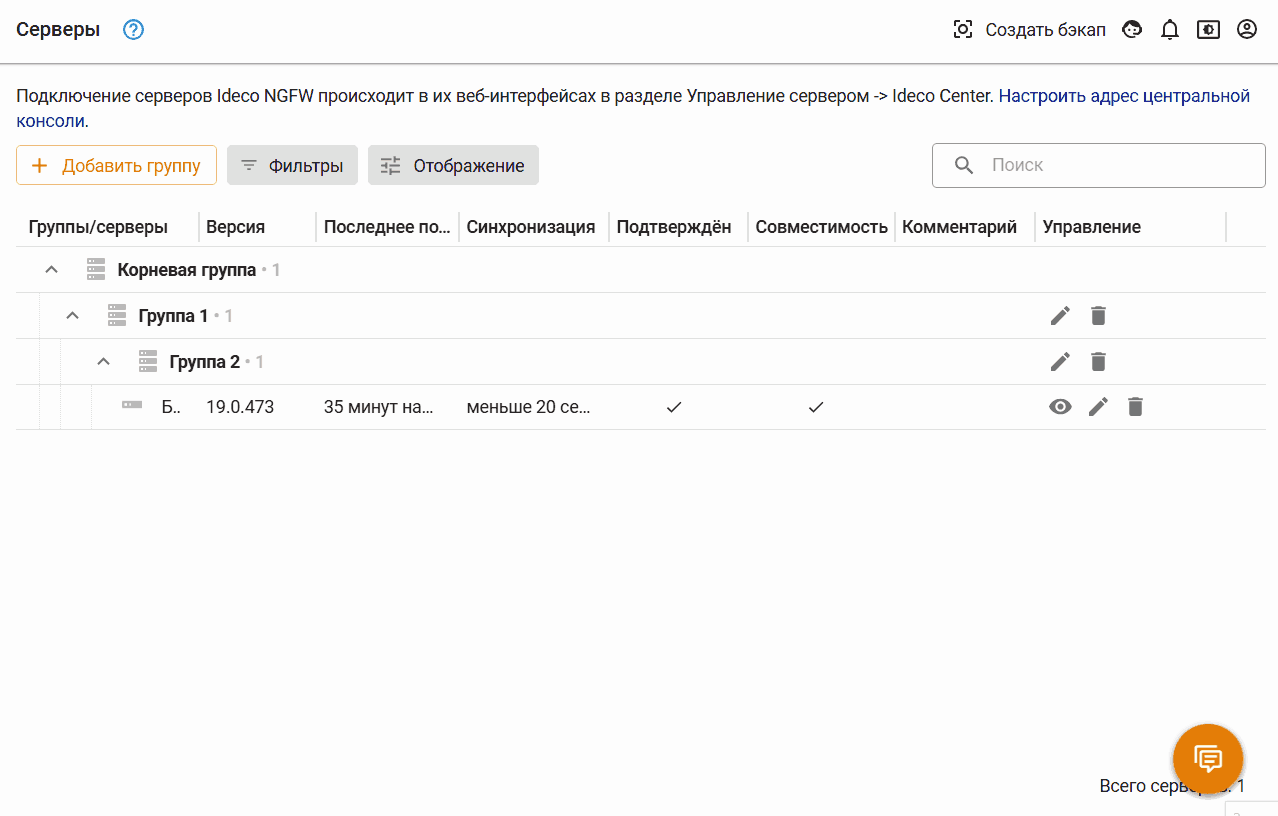 Серверы
Создать бэкап
Подключение серверов Ideco NGFW происходит в их веб-интерфейсах в разделе Управление сервером -> Ideco Center. Настроить адрес центральной
консоли.
Добавить группу Фильтры Отображение Поиск
Группы/серверы Версия Последнее по... Синхронизация Подтверждён Совместимость Комментарий Управление
Корневая группа • 1
Группа 1 • 1
Группа 2 • 1
Б.. 19.0.473 35 минут на... меньше 20 се...
Всего 1